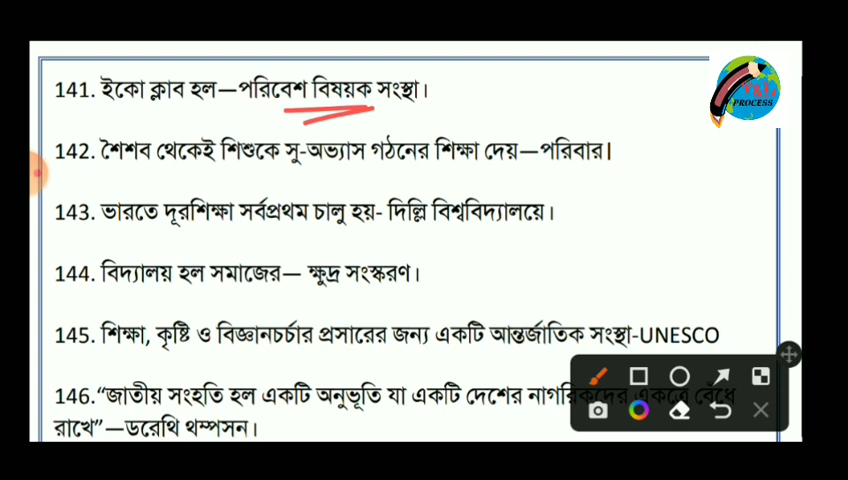 141. ইকো ক্লাব হল—পরিবেশ বিষয়ক সংস্থা।
142. শৈশব থেকেই শিশুকে সু-অভ্যাস গঠনের শিক্ষা দেয়—পরিবার।
143. ভারতে দূরশিক্ষা সর্বপ্রথম চালু হয়- দিল্লি বিশ্ববিদ্যালয়ে।
144. বিদ্যালয় হল সমাজের— ক্ষুদ্র সংস্করণ।
145. শিক্ষা, কৃষ্টি ও বিজ্ঞানচর্চার প্রসারের জন্য একটি আন্তর্জাতিক সংস্থা-UNESCO
146.“জাতীয় সংহতি হল একটি অনুভূতি যা একটি দেশের নাগরিকদের একত্রে বেঁধে
রাখে”—ডরেথি থম্পসন।
PROCESS